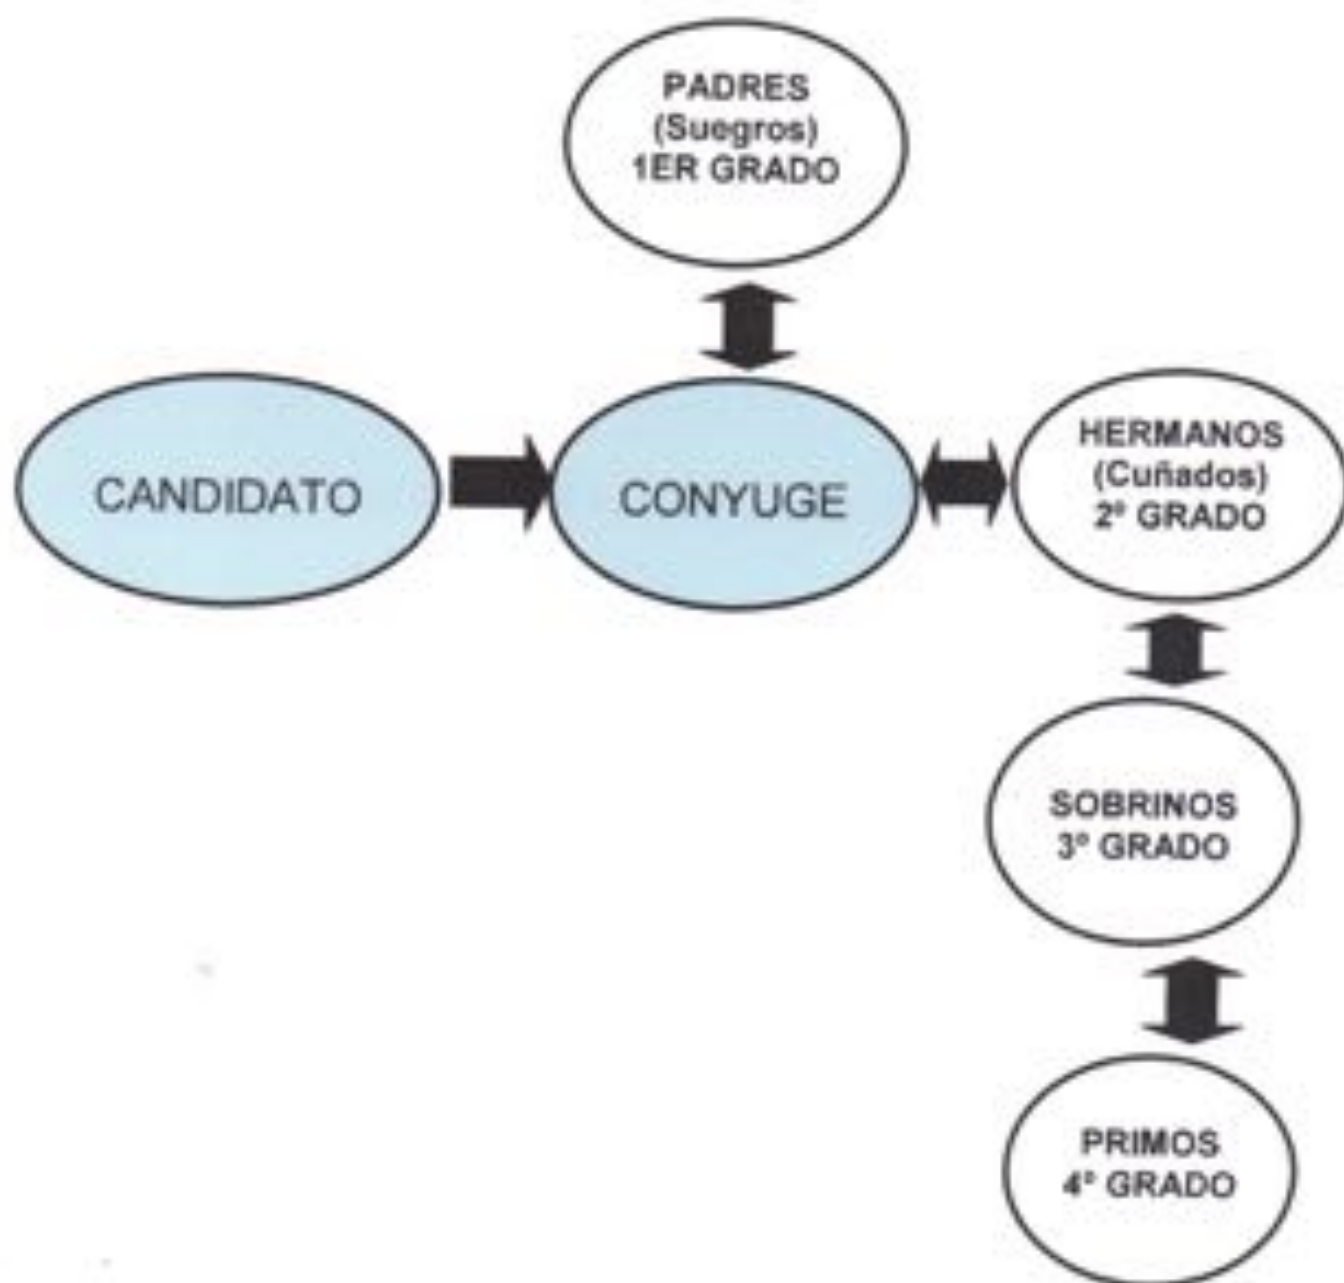 PADRES
(Suegros)
1ER GRADO
CANDIDATO
CONYUGE
HERMANOS
(Cuñados)
2º GRADO
SOBRINOS
3º GRADO
PRIMOS
4º GRADO